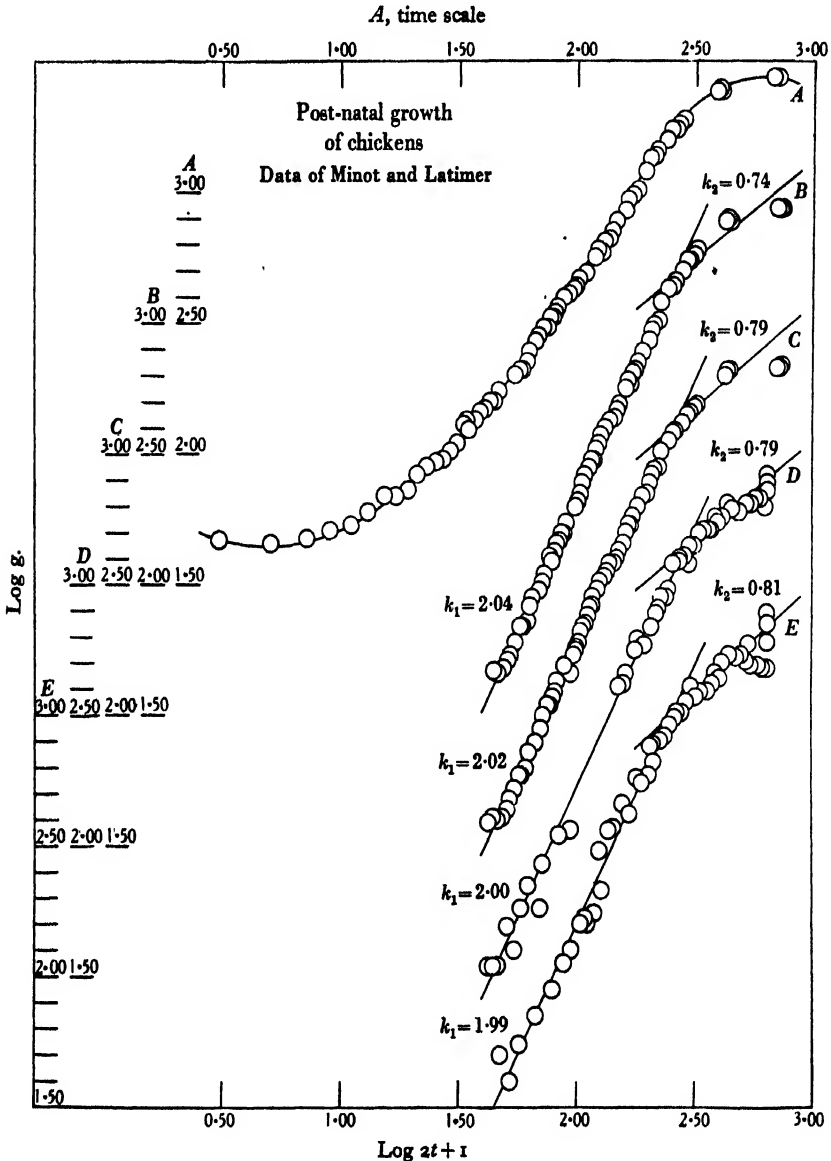 A, time scale
0·50 1·00 1·50 2·00 2·50 3·00
Post-natal growth
of chickens
Data of Minot and Latimer
A
A
3·00
k₂=0·74
B
B
3·00 2·50
k₂=0·79
C
C
3·00 2·50 2·00
k₂=0·79
D
D
3·00 2·50 2·00 1·50
k₂=0·81
E
k₁=2·04
Log g.
E
3·00 2·50 2·00 1·50
k₁=2·02
2·50 2·00 1·50
k₁=2·00
2·00 1·50
k₁=1·99
1·50
0·50 1·00 1·50 2·00 2·50 3·00
Log 2t+1